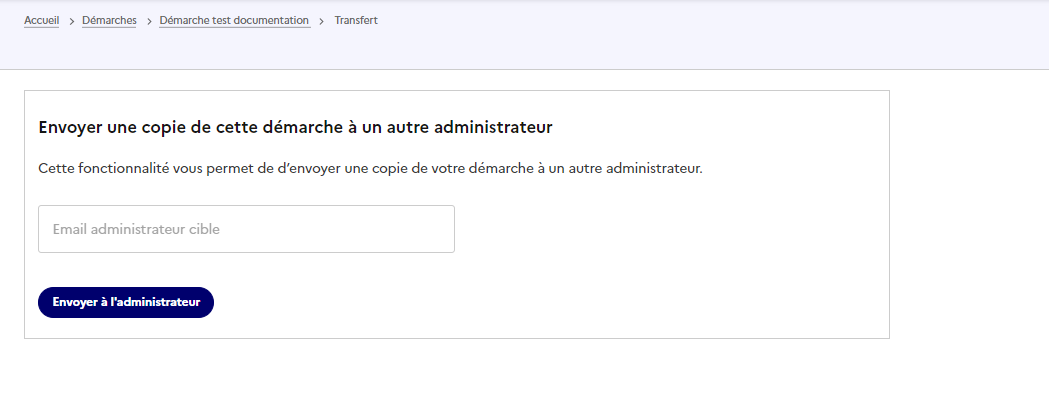 Accueil > Démarches > Démarche test documentation > Transfert
Envoyer une copie de cette démarche à un autre administrateur
Cette fonctionnalité vous permet de d’envoyer une copie de votre démarche à un autre administrateur.
Email administrateur cible
Envoyer à l'administrateur